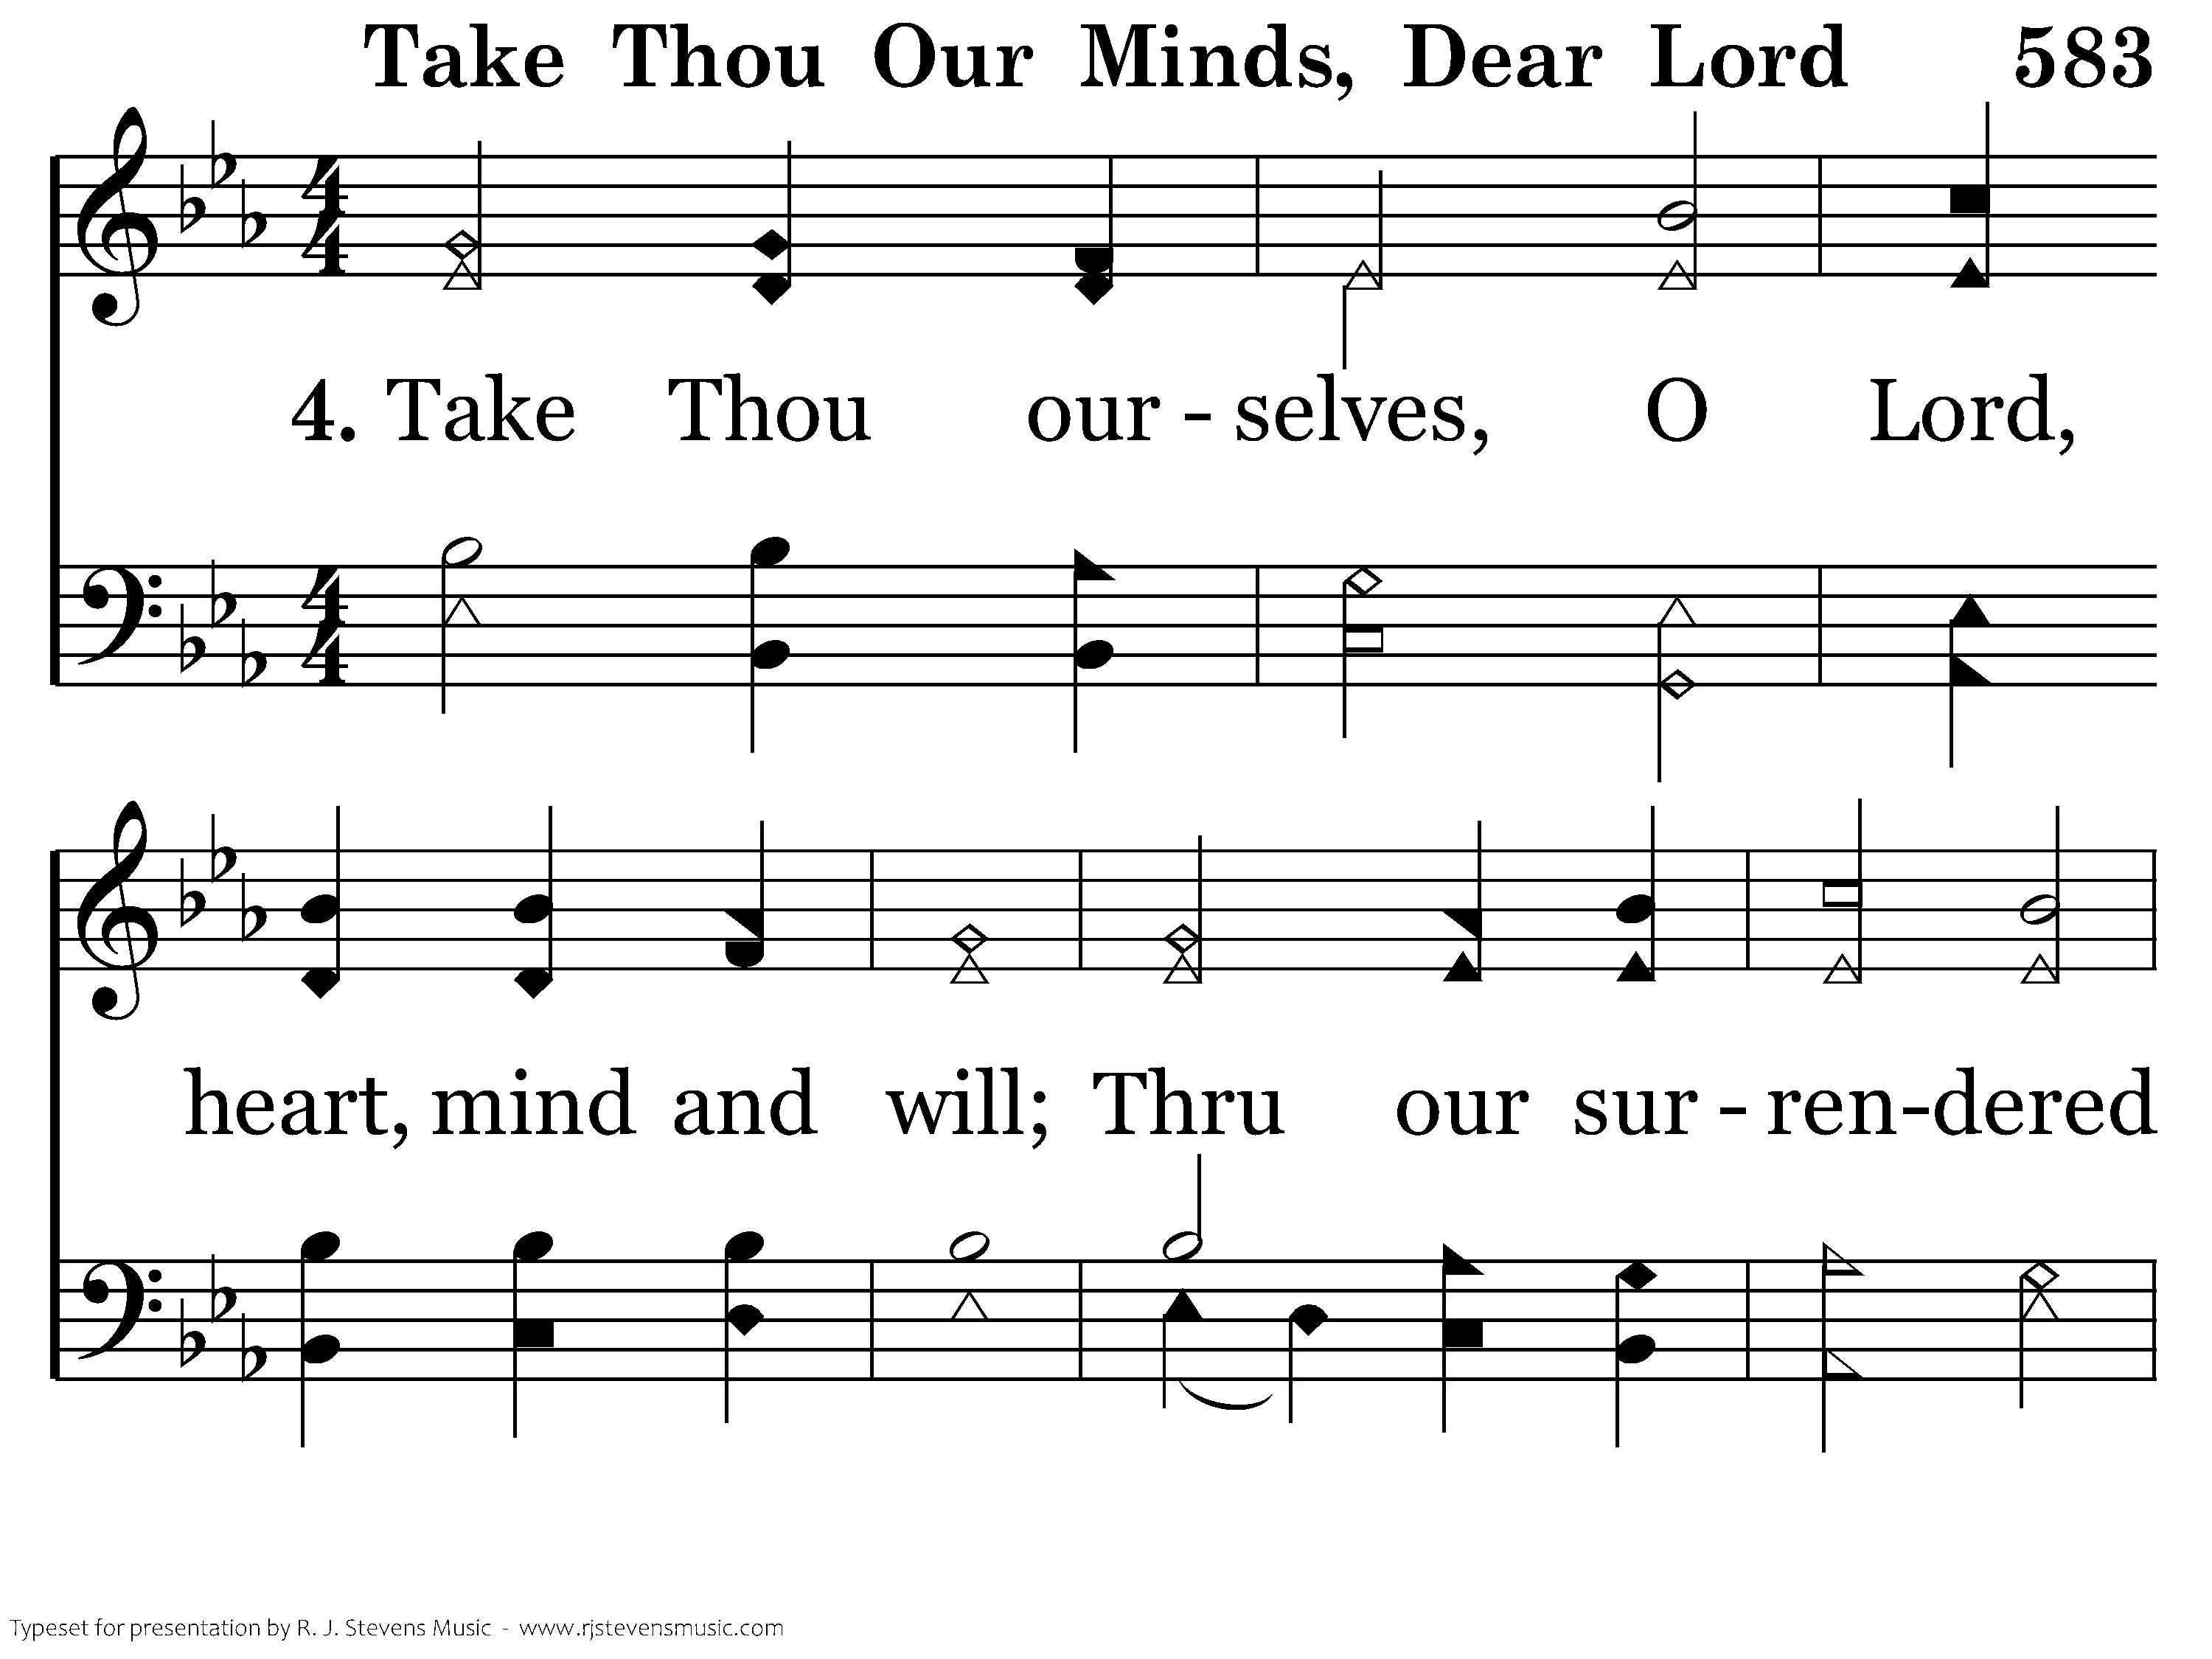 Take Thou Our Minds, Dear Lord 583
4. Take Thou our - selves, O Lord,
heart, mind and will; Thru our sur - ren-dered
Typeset for presentation by R. J. Stevens Music - www.rjstevensmusic.com